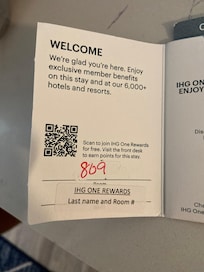 WELCOME
We're glad you're here. Enjoy
exclusive member benefits
on this stay and at our 6,000+
hotels and resorts.
Scan to join IHG One Rewards
for free. Visit the front desk
to earn points for this stay.
809
Room
IHG ONE REWARDS
Last name and Room #
IHG ONE
ENJOY